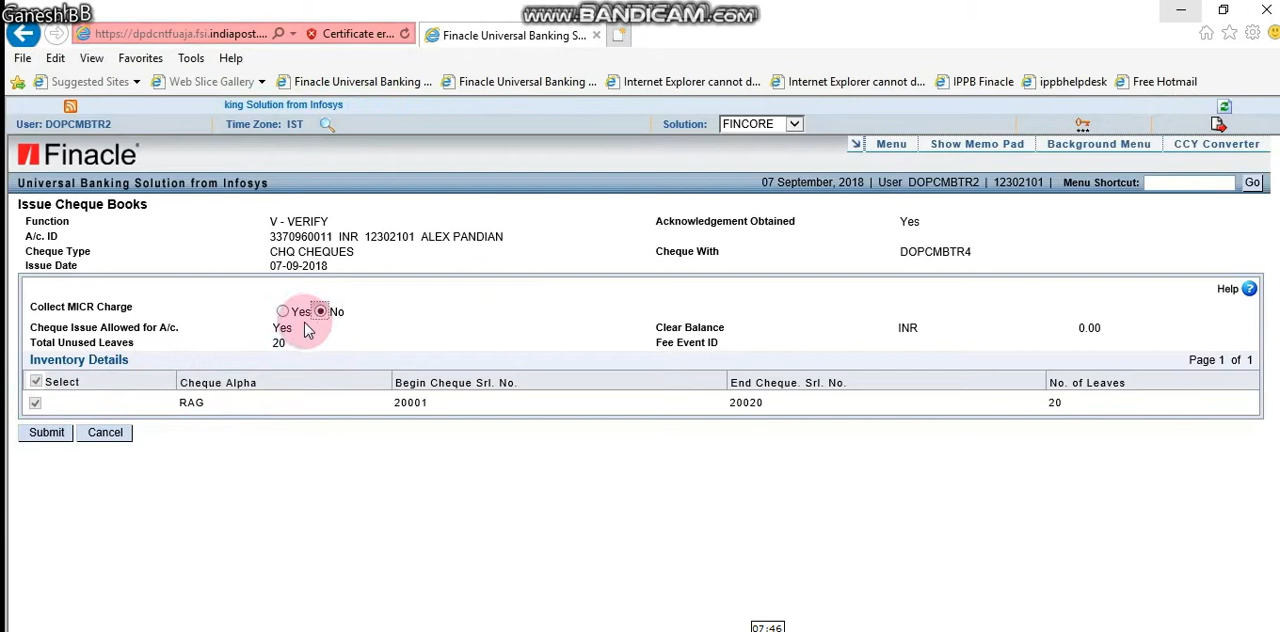 Ganesh.BB
www.BANDICAM.com
https://dpdcntfuaja.fsi.indiapost.... Certificate er... Finacle Universal Banking S...
File Edit View Favorites Tools Help
Suggested Sites Web Slice Gallery Finacle Universal Banking ... Finacle Universal Banking ... Internet Explorer cannot d... Internet Explorer cannot d... IPPB Finacle ippbhelpdesk Free Hotmail
king Solution from Infosys
User: DOPCMBTR2 Time Zone: IST Solution: FINCORE
Finacle Menu Show Memo Pad Background Menu CCY Converter
Universal Banking Solution from Infosys 07 September, 2018 | User DOPCMBTR2 | 12302101 | Menu Shortcut: Go
Issue Cheque Books
Function V - VERIFY Acknowledgement Obtained Yes
A/c. ID 3370960011 INR 12302101 ALEX PANDIAN
Cheque Type CHQ CHEQUES Cheque With DOPCMBTR4
Issue Date 07-09-2018
Help ?
Collect MICR Charge Yes No
Cheque Issue Allowed for A/c. Yes Clear Balance INR 0.00
Total Unused Leaves 20 Fee Event ID
Inventory Details Page 1 of 1
Select Cheque Alpha Begin Cheque Srl. No. End Cheque. Srl. No. No. of Leaves
RAG 20001 20020 20
Submit Cancel
07:46